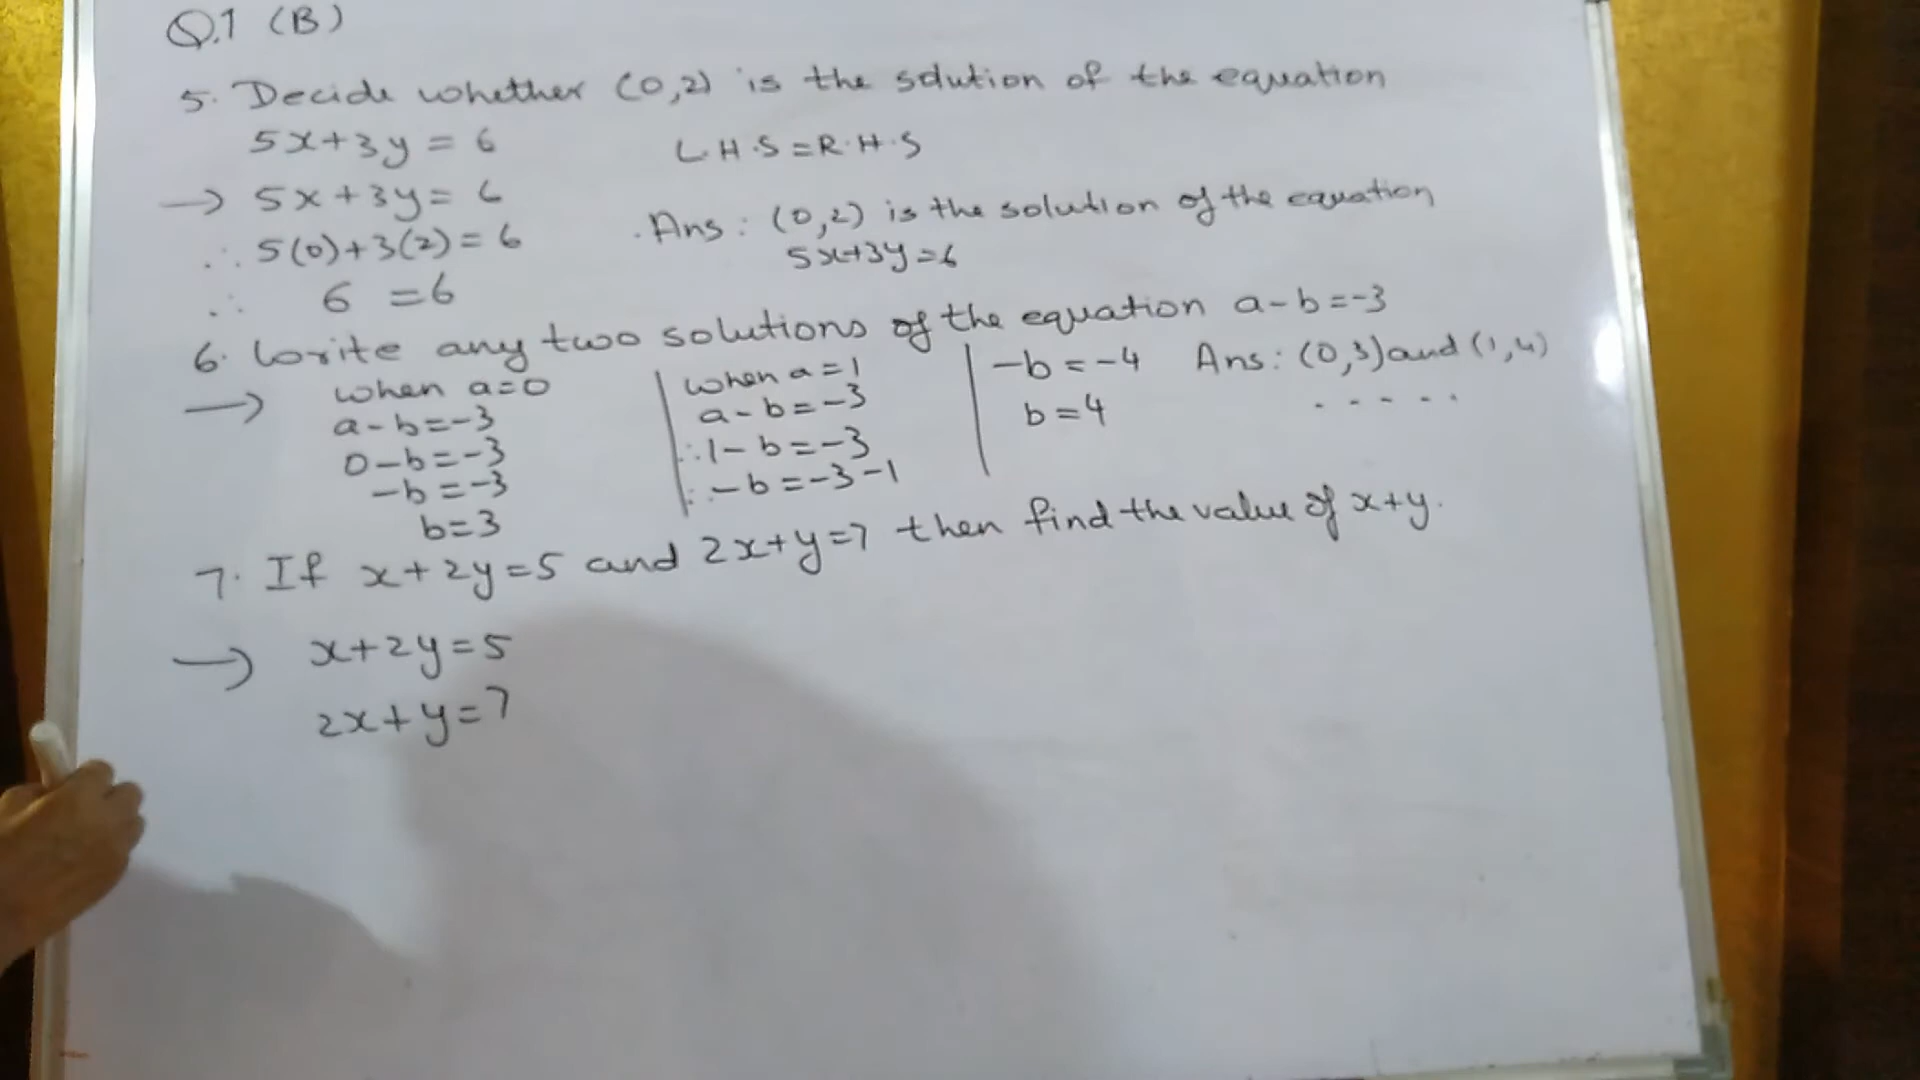 Q.1 (B)
5. Decide whether (0,2) is the solution of the equation
5x+3y = 6
L.H.S=R.H.S
→ 5x+3y= 6
∴ 5(0)+3(2)= 6
∴ 6 =6
Ans: (0,2) is the solution of the equation
5x+3y=6
6. Write any two solutions of the equation a-b=-3
→ when a=0
a-b=-3
0-b=-3
-b=-3
b=3
when a=1
a-b=-3
∴ 1-b=-3
∴ -b=-3-1
-b=-4
b=4
Ans: (0,3) and (1,4)
. . . . .
7. If x+2y=5 and 2x+y=7 then find the value of x+y.
→ x+2y=5
2x+y=7